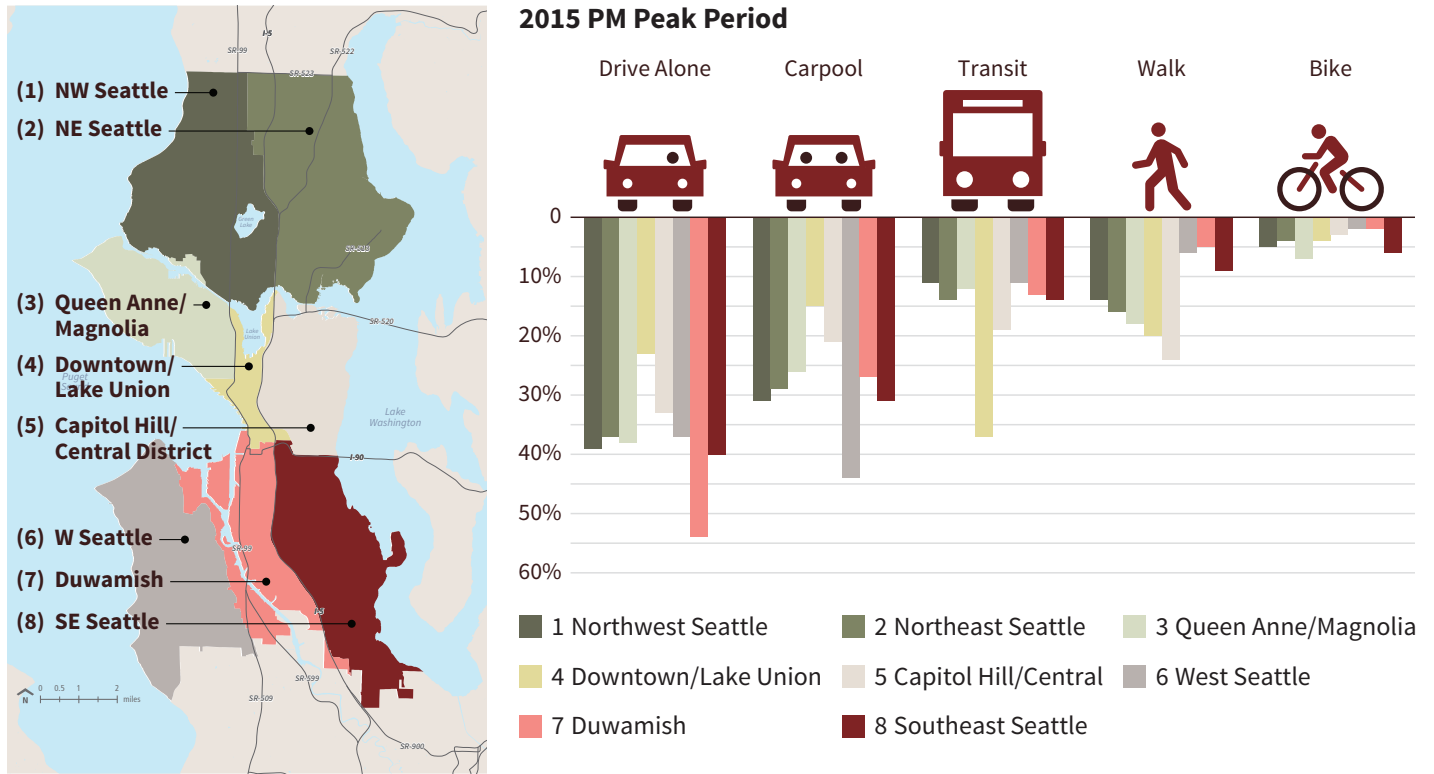 I-5
SR-99
SR-522
SR-523
(1) NW Seattle
(2) NE Seattle
Green
Lake
SR-513
(3) Queen Anne/
Magnolia
SR-520
Lake
Union
(4) Downtown/
Lake Union
Puget
Sound
Lake
Washington
(5) Capitol Hill/
Central District
I-90
(6) W Seattle
SR-99
(7) Duwamish
I-5
(8) SE Seattle
SR-599
SR-509
SR-900
N
0 0.5 1 2
miles
2015 PM Peak Period
Drive Alone Carpool Transit Walk Bike
0
10%
20%
30%
40%
50%
60%
1 Northwest Seattle 2 Northeast Seattle 3 Queen Anne/Magnolia
4 Downtown/Lake Union 5 Capitol Hill/Central 6 West Seattle
7 Duwamish 8 Southeast Seattle